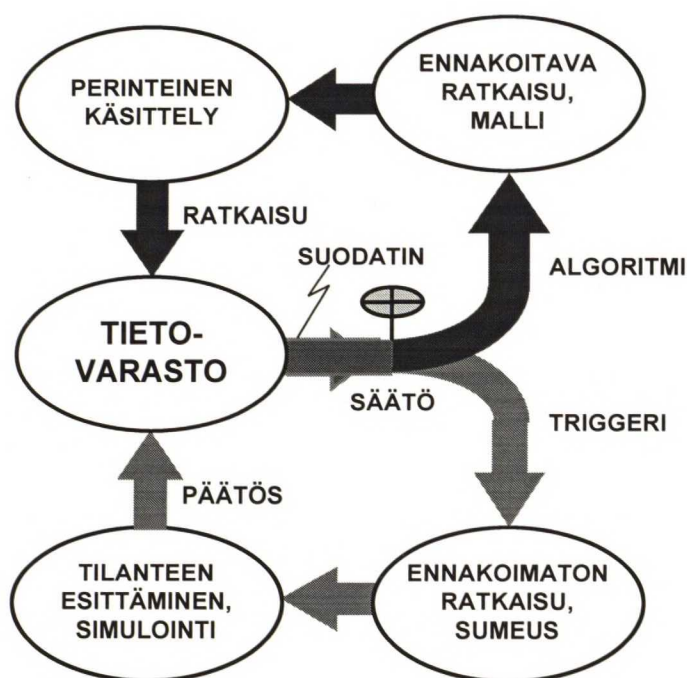 PERINTEINEN
KÄSITTELY
ENNAKOITAVA
RATKAISU,
MALLI
RATKAISU
SUODATIN
ALGORITMI
TIETO-
VARASTO
SÄÄTÖ
TRIGGERI
PÄÄTÖS
TILANTEEN
ESITTÄMINEN,
SIMULOINTI
ENNAKOIMATON
RATKAISU,
SUMEUS